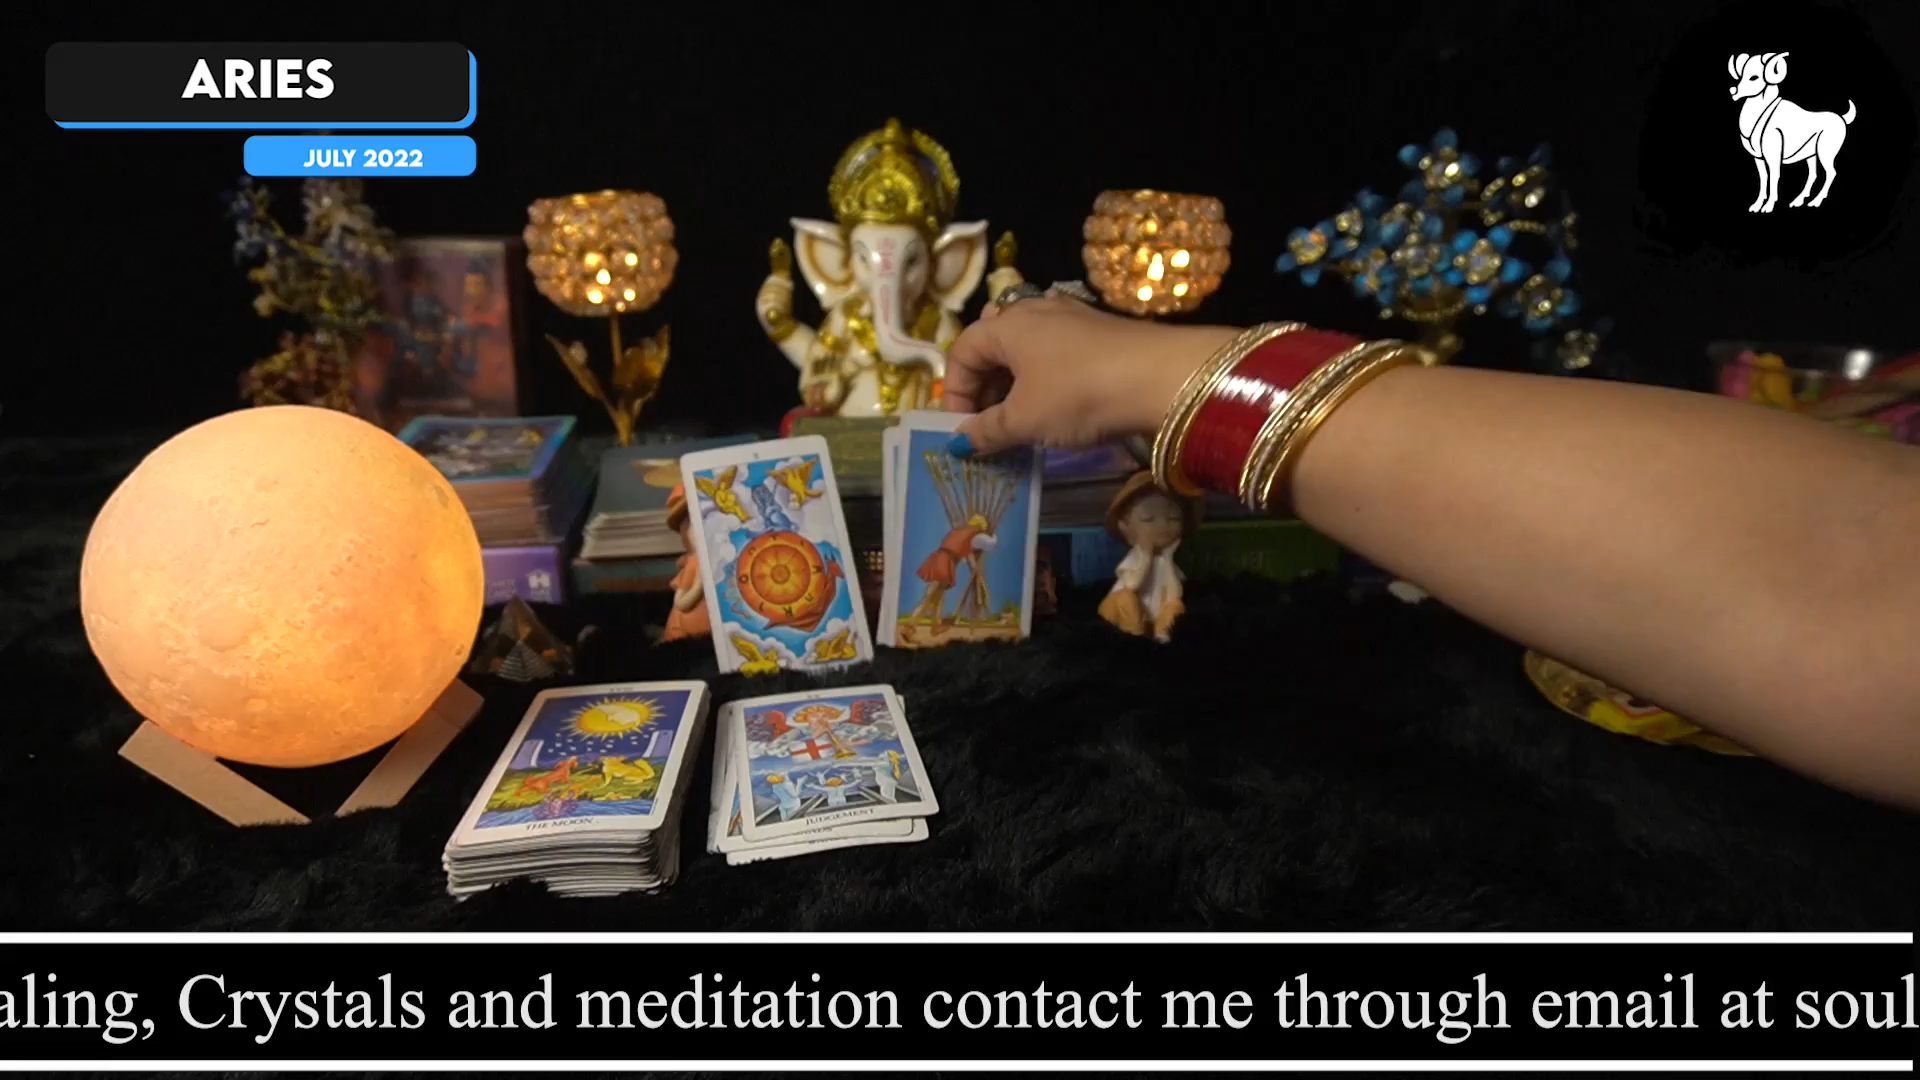 ARIES
JULY 2022
X
THE MOON.
JUDGEMENT
aling, Crystals and meditation contact me through email at soul